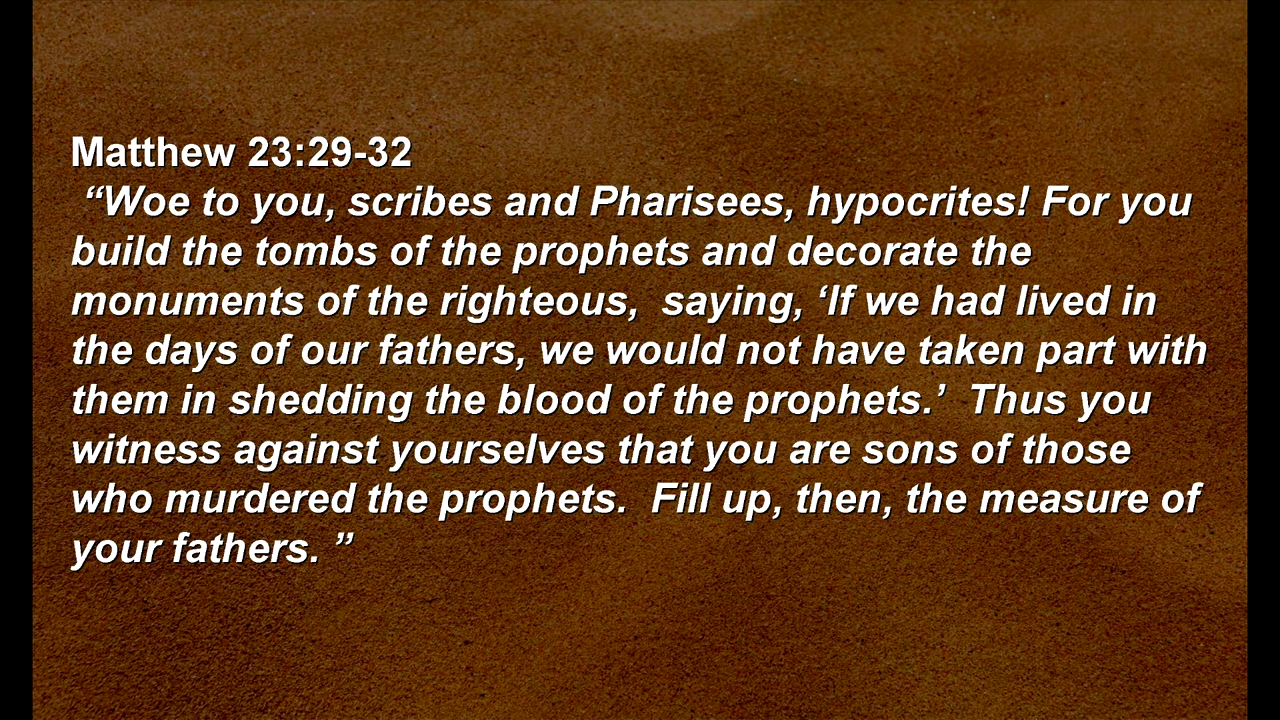 Matthew 23:29-32
“Woe to you, scribes and Pharisees, hypocrites! For you
build the tombs of the prophets and decorate the
monuments of the righteous,  saying, ‘If we had lived in
the days of our fathers, we would not have taken part with
them in shedding the blood of the prophets.’  Thus you
witness against yourselves that you are sons of those
who murdered the prophets.  Fill up, then, the measure of
your fathers. ”